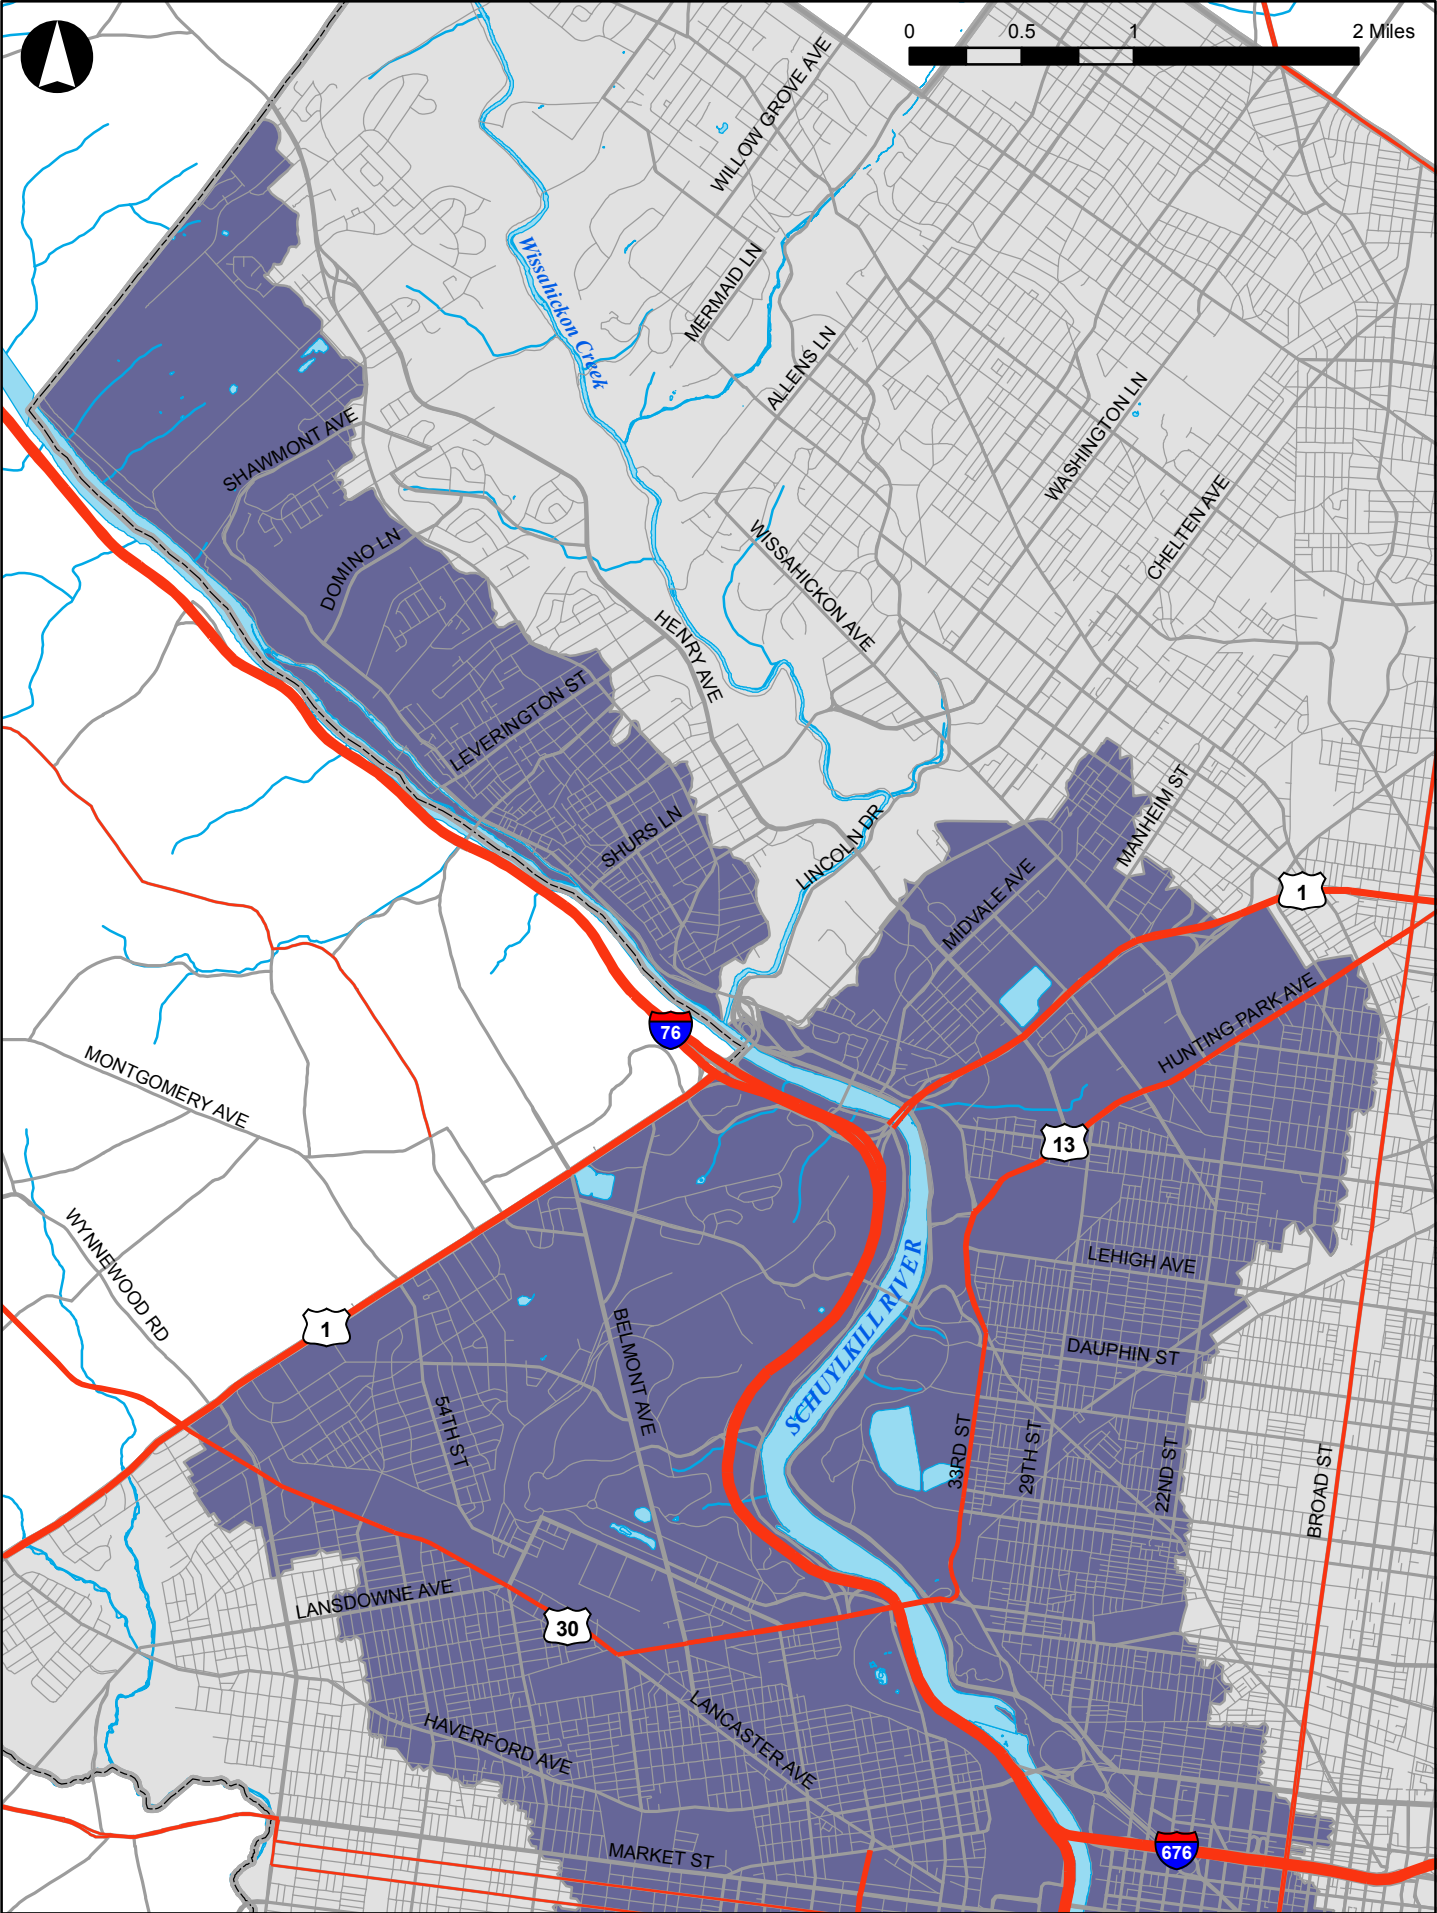 0 0.5 1 2 Miles
WILLOW GROVE AVE
Wissahickon Creek
MERMAID LN
ALLENS LN
WASHINGTON LN
SHAWMONT AVE
CHELTEN AVE
DOMINO LN
WISSAHICKON AVE
HENRY AVE
LEVERINGTON ST
MANHEIM ST
SHURS LN
LINCOLN DR
MIDVALE AVE
1
HUNTING PARK AVE
76
MONTGOMERY AVE
13
WYNNEWOOD RD
LEHIGH AVE
SCHUYLKILL RIVER
1
BELMONT AVE
DAUPHIN ST
54TH ST
33RD ST
29TH ST
22ND ST
BROAD ST
LANSDOWNE AVE
30
HAVERFORD AVE
LANCASTER AVE
MARKET ST
676